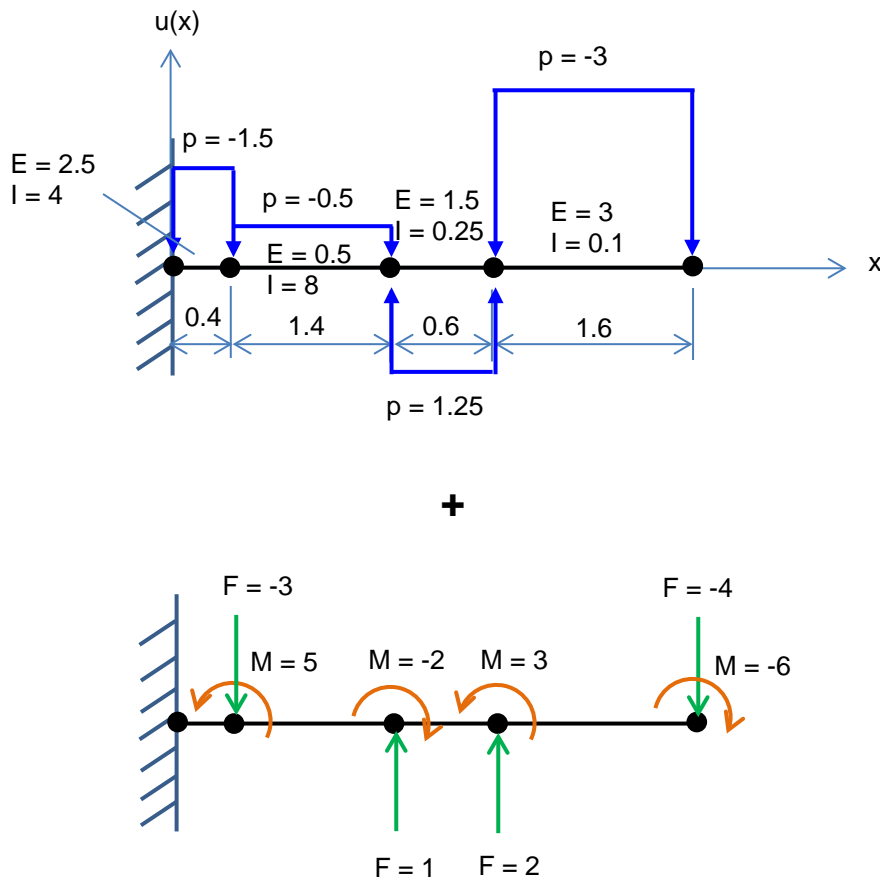 u(x)
p = -3
p = -1.5
E = 2.5
I = 4
p = -0.5
E = 1.5
I = 0.25
E = 3
I = 0.1
E = 0.5
I = 8
x
0.4
1.4
0.6
1.6
p = 1.25
+
F = -3
F = -4
M = 5
M = -2
M = 3
M = -6
F = 1
F = 2